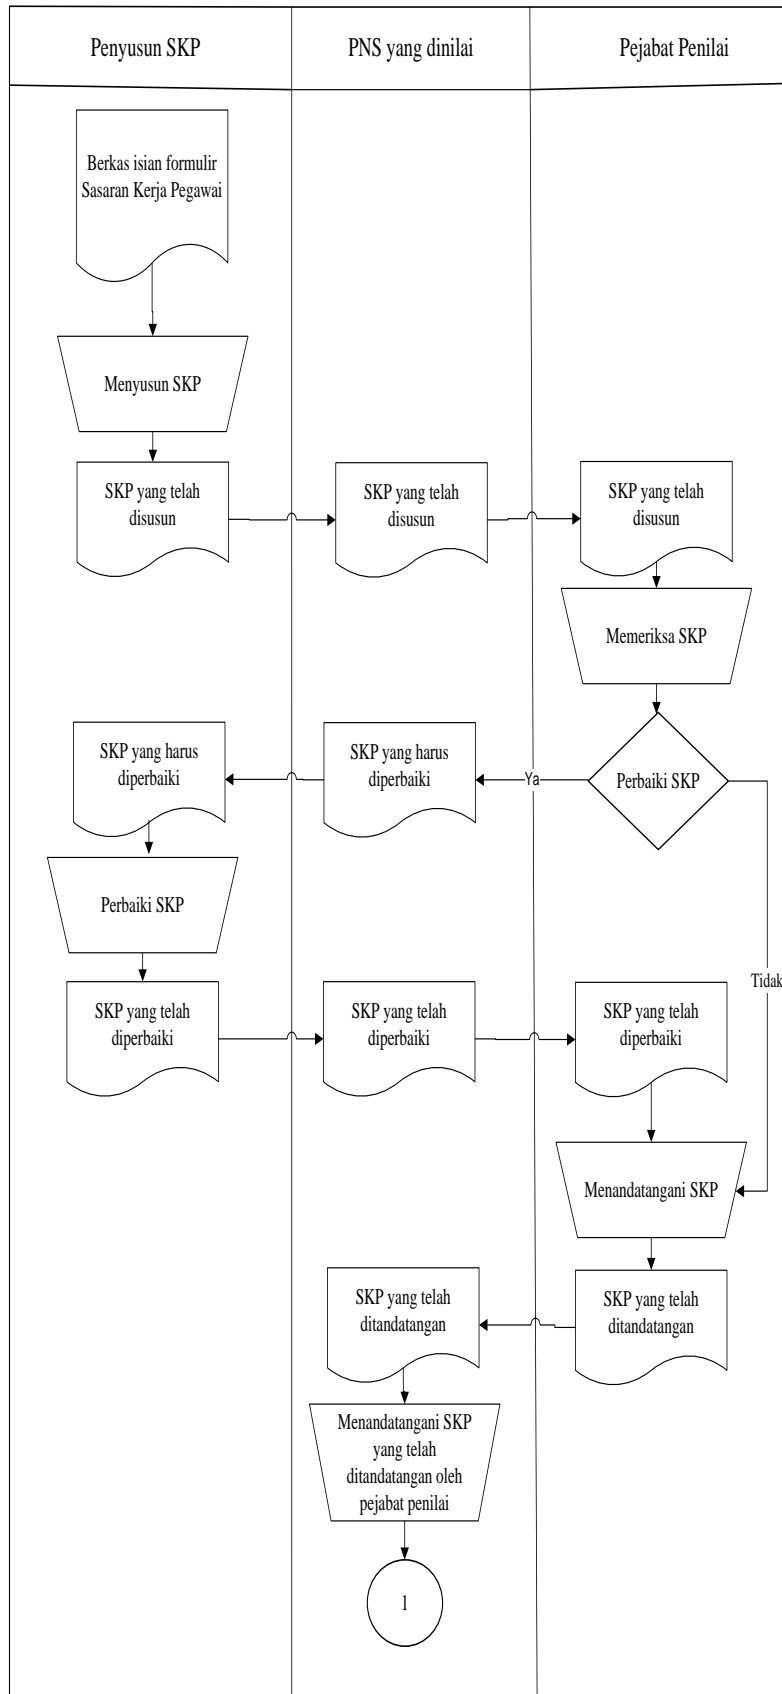 Penyusun SKP
PNS yang dinilai
Pejabat Penilai
Berkas isian formulir
Sasaran Kerja Pegawai
Menyusun SKP
SKP yang telah
disusun
SKP yang telah
disusun
SKP yang telah
disusun
Memeriksa SKP
SKP yang harus
diperbaiki
SKP yang harus
diperbaiki
Ya
Perbaiki SKP
Perbaiki SKP
Tidak
SKP yang telah
diperbaiki
SKP yang telah
diperbaiki
SKP yang telah
diperbaiki
Menandatangani SKP
SKP yang telah
ditandatangan
SKP yang telah
ditandatangan
Menandatangani SKP
yang telah
ditandatangan oleh
pejabat penilai
1